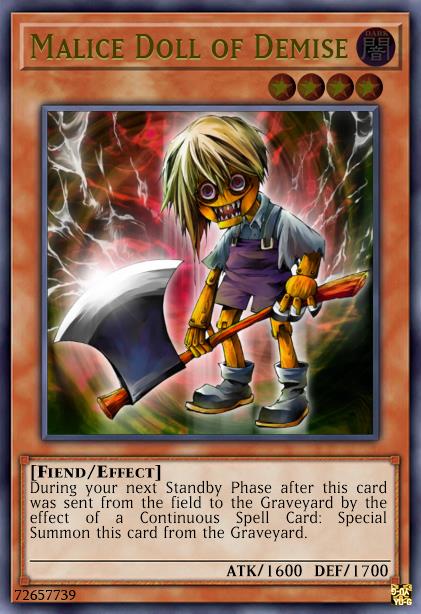 MALICE DOLL OF DEMISE
DARK
闇
[FIEND/EFFECT]
During your next Standby Phase after this card
was sent from the field to the Graveyard by the
effect of a Continuous Spell Card: Special
Summon this card from the Graveyard.
ATK/1600 DEF/1700
72657739